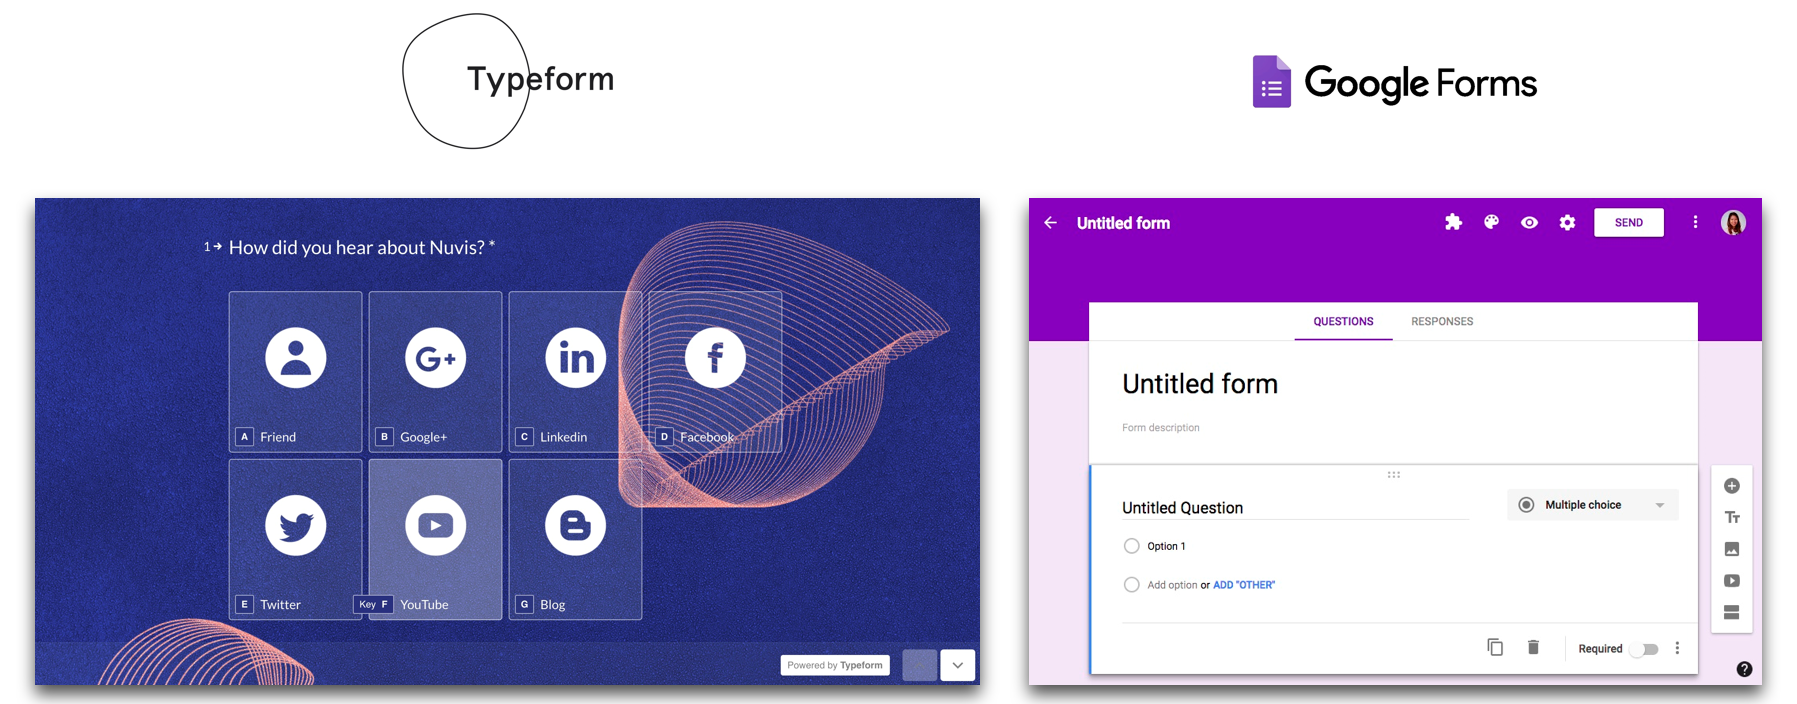 Typeform
Google Forms
1 → How did you hear about Nuvis? *
A Friend
B G+ Google+
C in Linkedin
D f Facebook
E Twitter
Key F YouTube
G B Blog
Powered by Typeform
Untitled form
SEND
QUESTIONS
RESPONSES
Untitled form
Form description
Untitled Question
Multiple choice
Option 1
Add option or ADD "OTHER"
Required
Tт
?